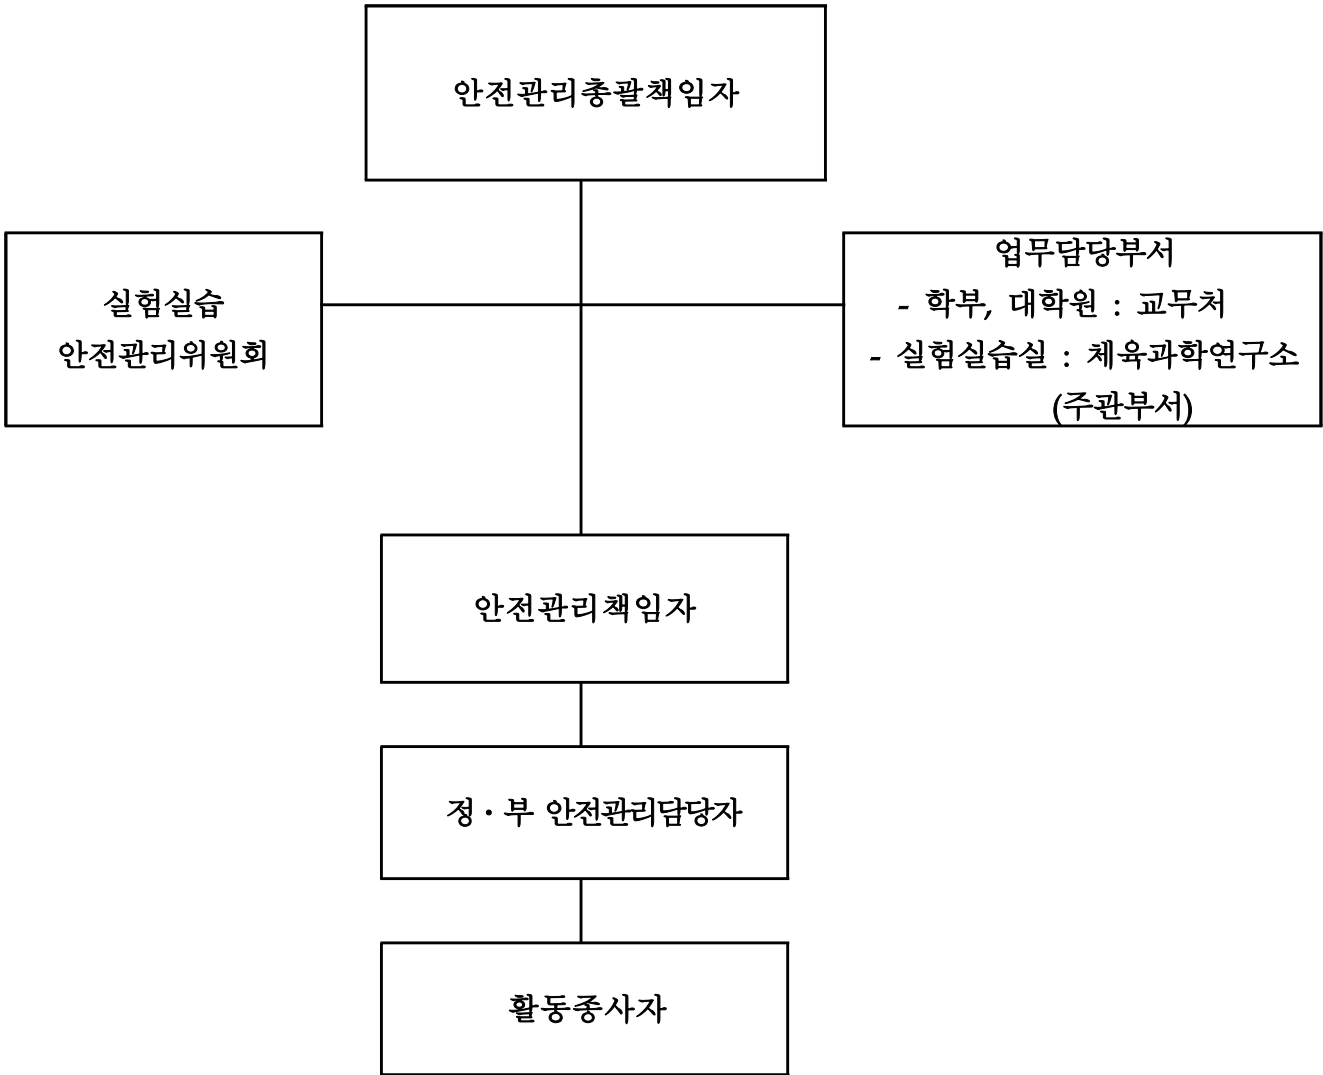 안전관리총괄책임자
실험실습
안전관리위원회
업무담당부서
- 학부, 대학원 : 교무처
- 실험실습실 : 체육과학연구소
(주관부서)
안전관리책임자
정·부 안전관리담당자
활동종사자